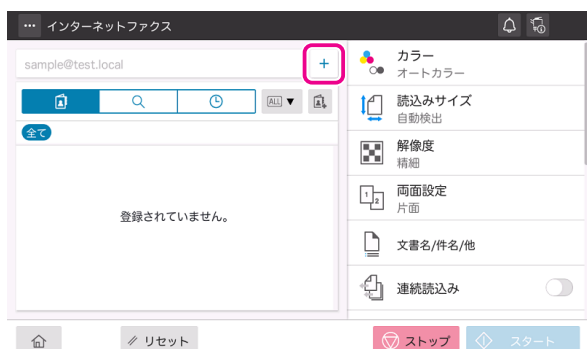 インターネットファクス
sample@test.local
ALL
全て
登録されていません。
カラー
オートカラー
読込みサイズ
自動検出
解像度
精細
1 2
両面設定
片面
文書名/件名/他
連続読込み
リセット
ストップ
スタート